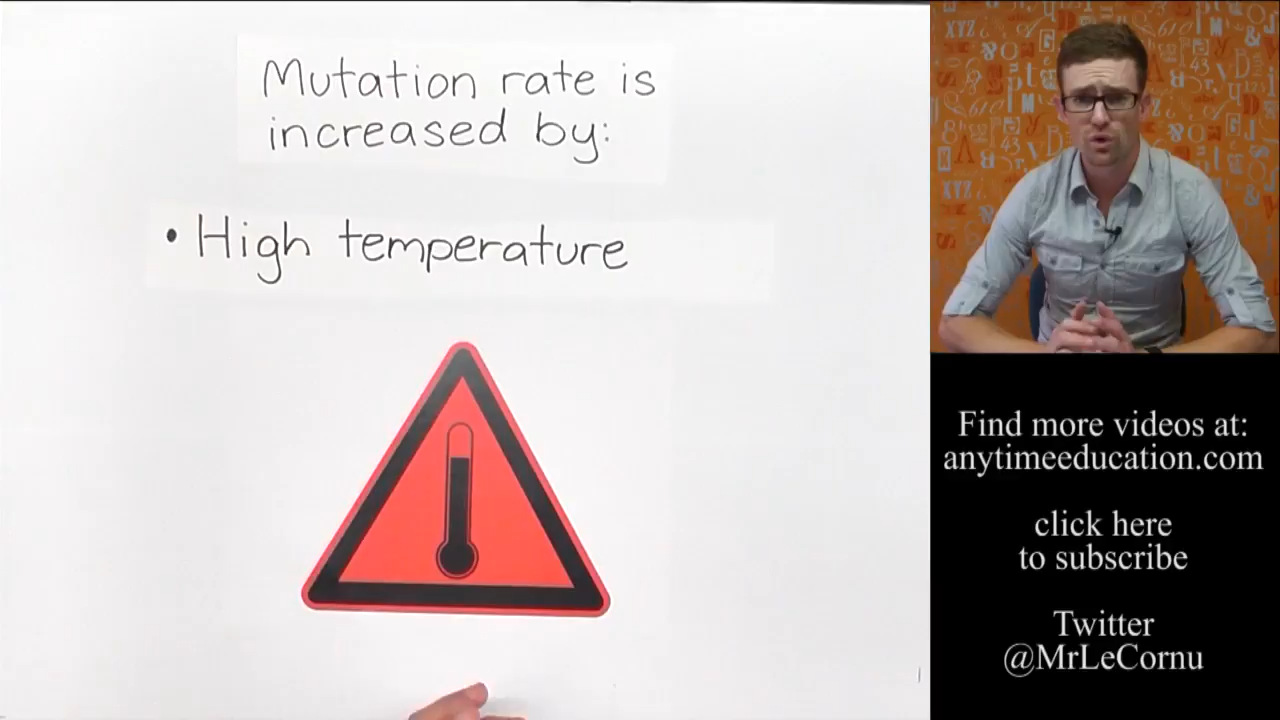 Mutation rate is
increased by:
• High temperature
Find more videos at:
anytimeeducation.com
click here
to subscribe
Twitter
@MrLeCornu